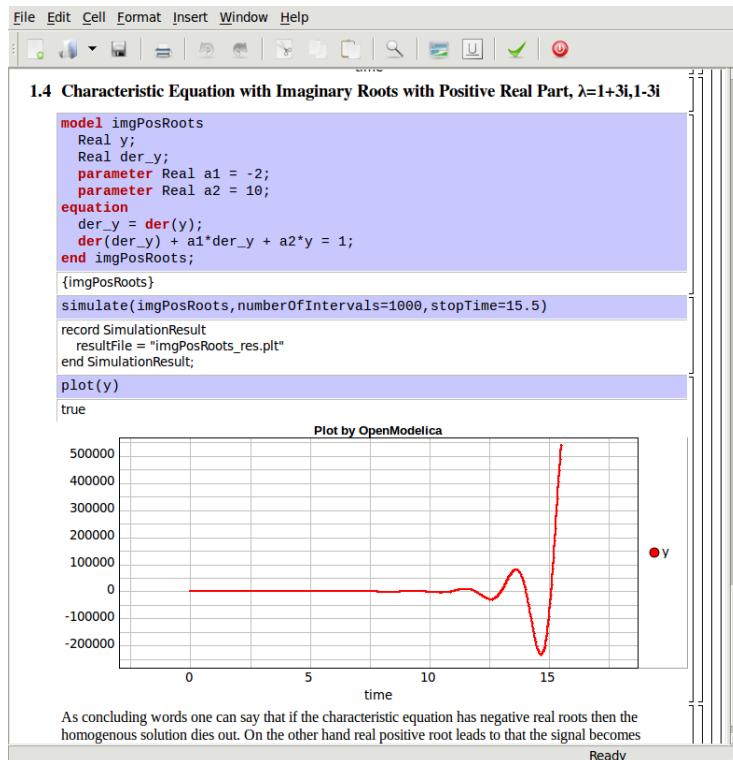 File Edit Cell Format Insert Window Help
1.4 Characteristic Equation with Imaginary Roots with Positive Real Part, λ=1+3i,1-3i
model imgPosRoots
Real y;
Real der_y;
parameter Real a1 = -2;
parameter Real a2 = 10;
equation
der_y = der(y);
der(der_y) + a1*der_y + a2*y = 1;
end imgPosRoots;
{imgPosRoots}
simulate(imgPosRoots,numberOfIntervals=1000,stopTime=15.5)
record SimulationResult
resultFile = "imgPosRoots_res.plt"
end SimulationResult;
plot(y)
true
Plot by OpenModelica
500000
400000
300000
200000
100000
0
-100000
-200000
y
0 5 10 15
time
As concluding words one can say that if the characteristic equation has negative real roots then the
homogenous solution dies out. On the other hand real positive root leads to that the signal becomes
Ready